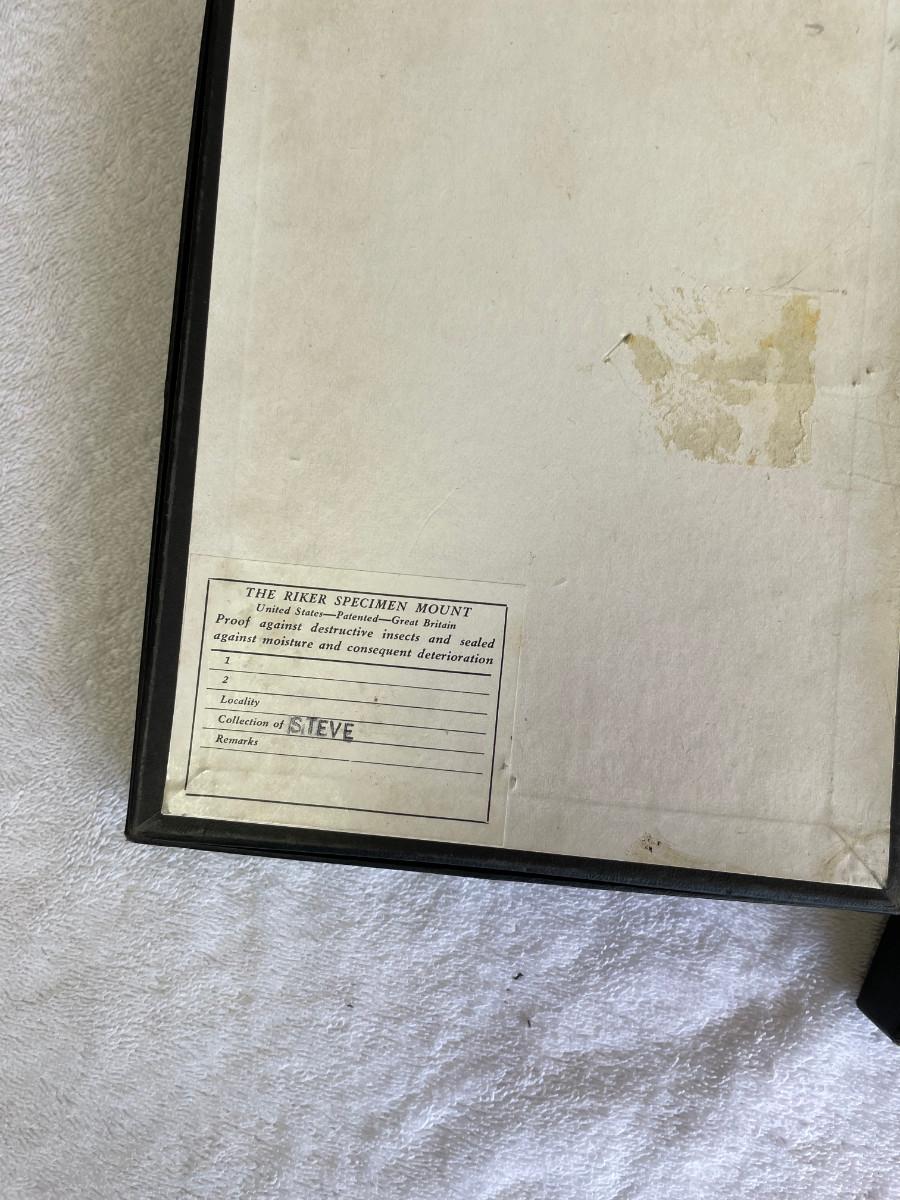 THE RIKER SPECIMEN MOUNT
United States—Patented—Great Britain
Proof against destructive insects and sealed
against moisture and consequent deterioration
1
2
Locality
Collection of STEVE
Remarks